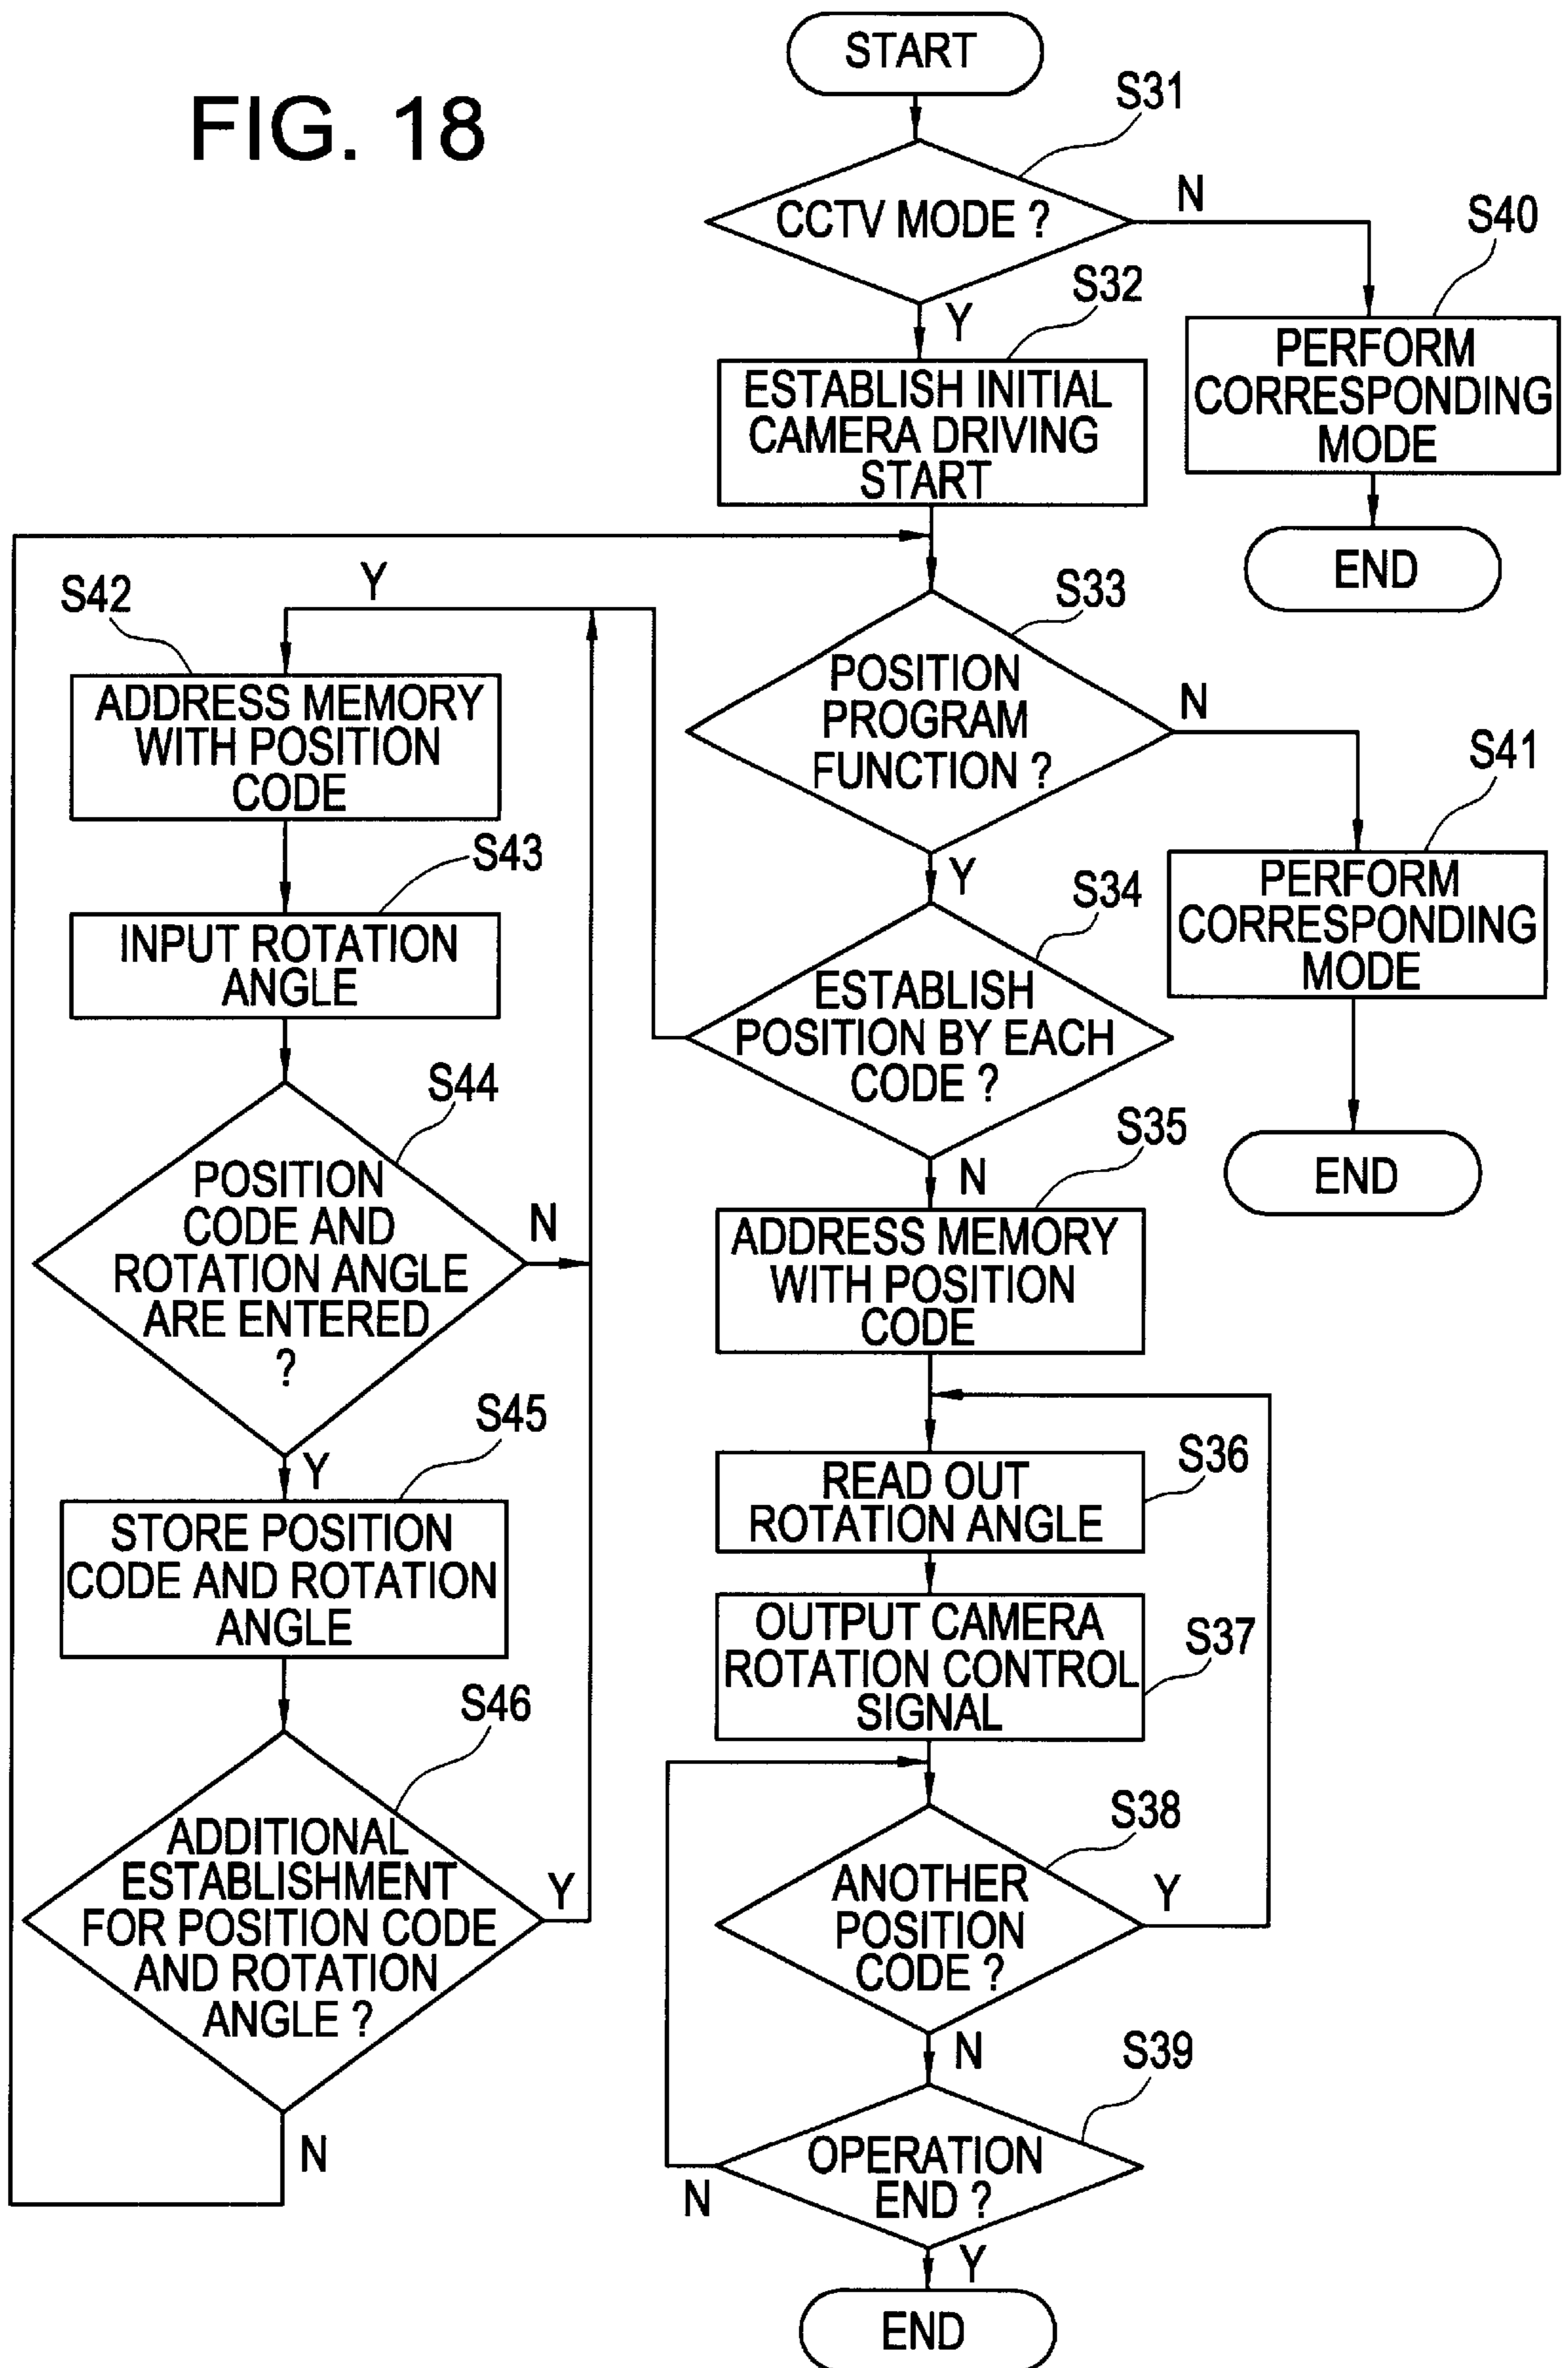 FIG. 18
START
S31
CCTV MODE ?
N
S40
Y
S32
PERFORM
CORRESPONDING
MODE
ESTABLISH INITIAL
CAMERA DRIVING
START
END
S33
POSITION
PROGRAM
FUNCTION ?
N
S41
Y
S34
PERFORM
CORRESPONDING
MODE
END
ESTABLISH
POSITION BY EACH
CODE ?
Y
N
S35
ADDRESS MEMORY
WITH POSITION
CODE
READ OUT
ROTATION ANGLE
S36
OUTPUT CAMERA
ROTATION CONTROL
SIGNAL
S37
S38
ANOTHER
POSITION
CODE ?
Y
N
S39
OPERATION
END ?
N
Y
END
S42
ADDRESS MEMORY
WITH POSITION
CODE
S43
INPUT ROTATION
ANGLE
S44
POSITION
CODE AND
ROTATION ANGLE
ARE ENTERED
?
N
Y
S45
STORE POSITION
CODE AND ROTATION
ANGLE
S46
ADDITIONAL
ESTABLISHMENT
FOR POSITION CODE
AND ROTATION
ANGLE ?
Y
N